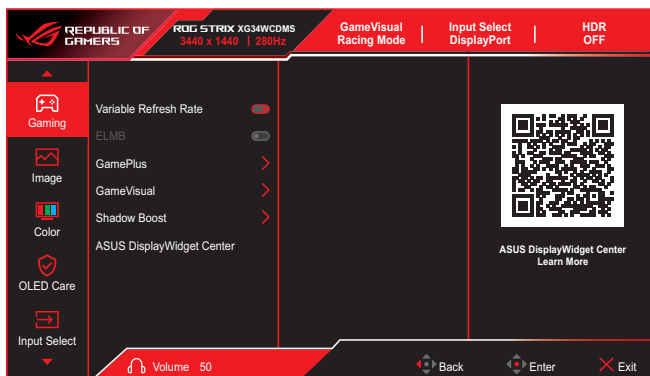 REPUBLIC OF
GAMERS
ROG STRIX XG34WCDMS
3440 x 1440 | 280Hz
GameVisual
Racing Mode
Input Select
DisplayPort
HDR
OFF
Gaming
Image
Color
OLED Care
Input Select
Variable Refresh Rate
ELMB
GamePlus
GameVisual
Shadow Boost
ASUS DisplayWidget Center
ASUS DisplayWidget Center
Learn More
Volume 50
Back
Enter
Exit